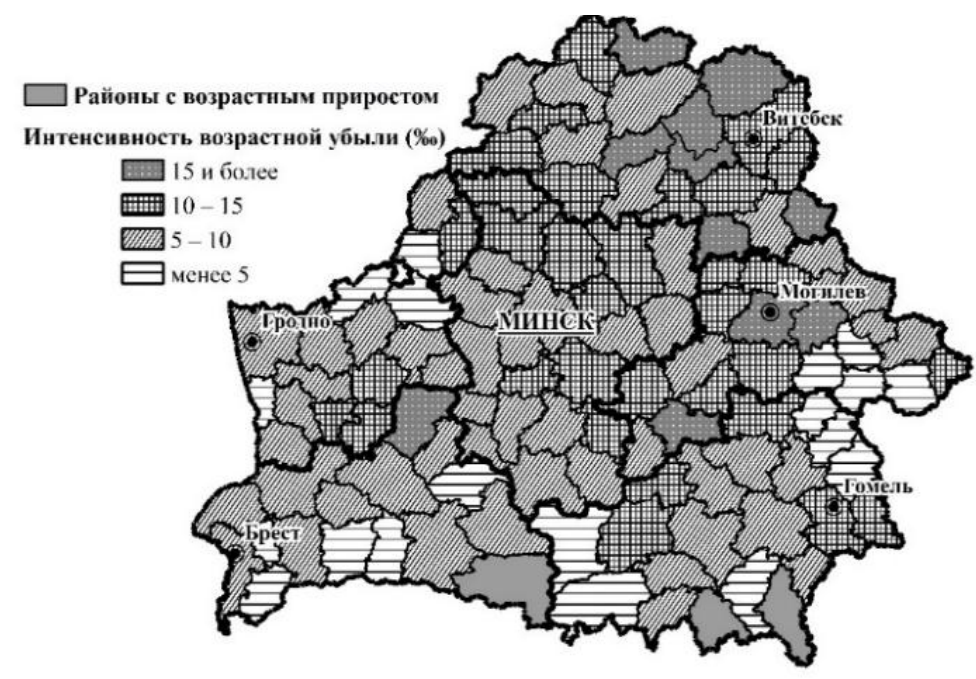 Районы с возрастным приростом
Интенсивность возрастной убыли (‰)
15 и более
10 – 15
5 – 10
менее 5
Витебск
Могилев
МИНСК
Гродно
Гомель
Брест